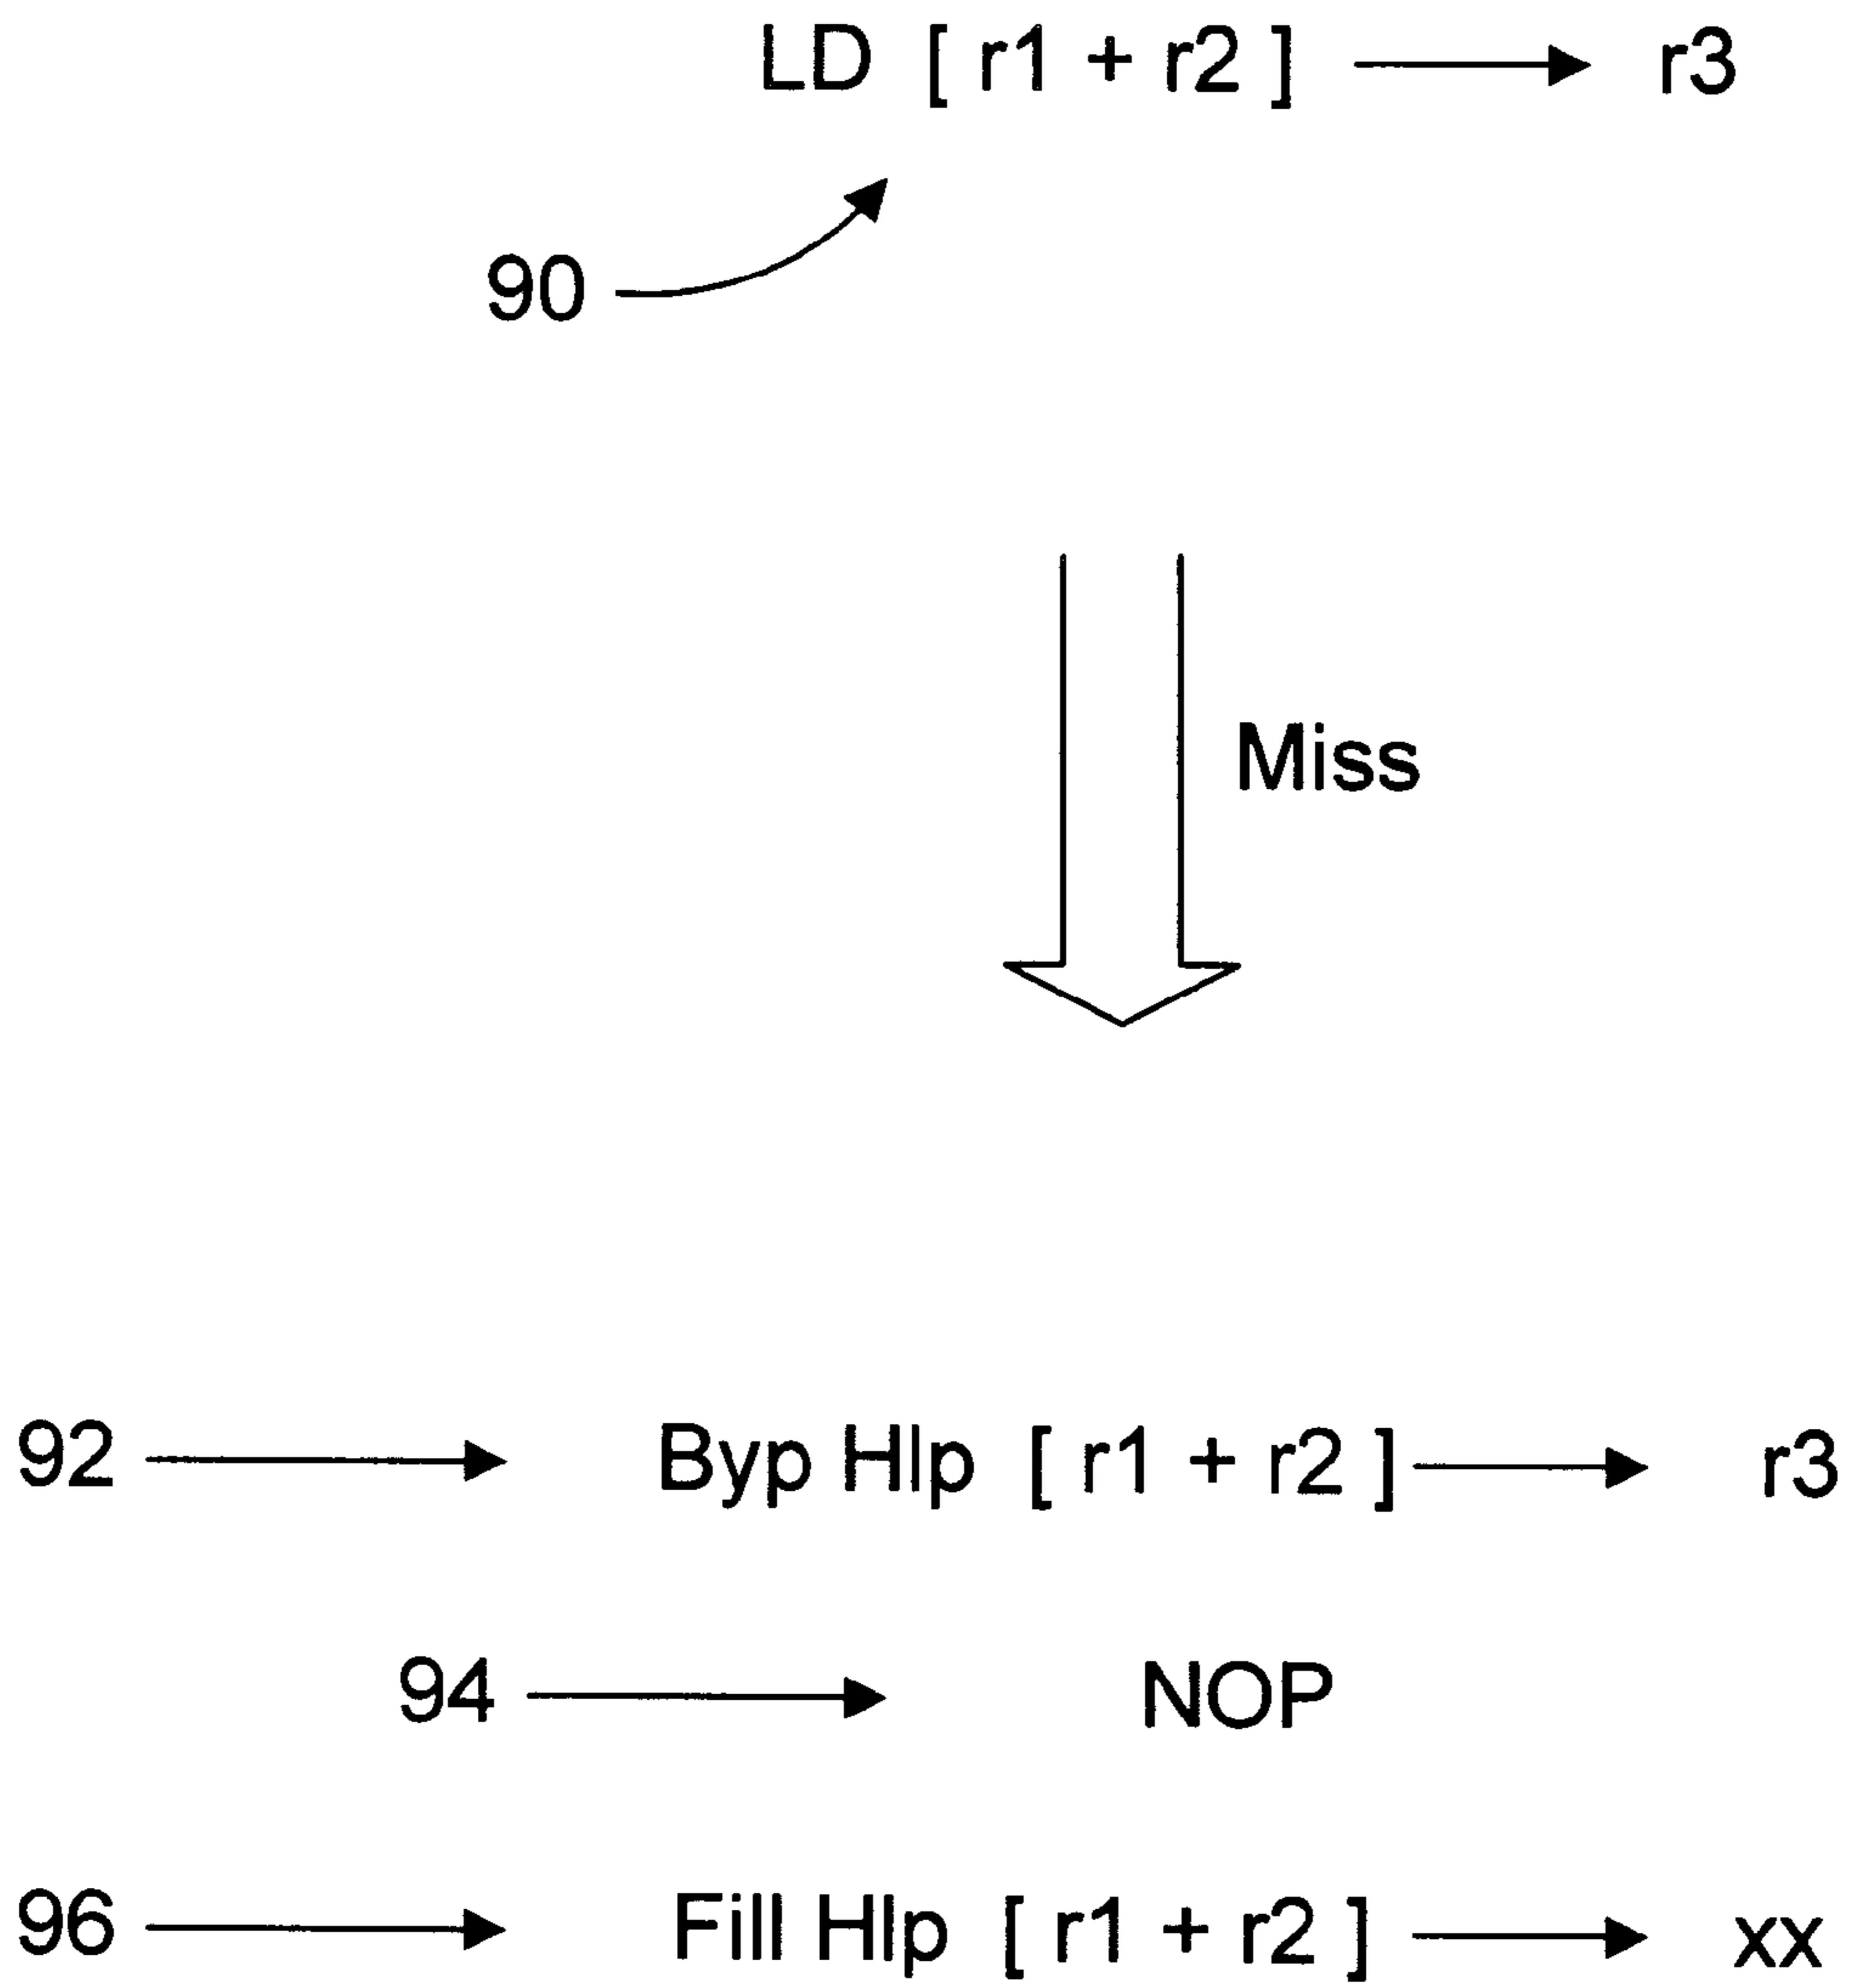 LD [ r1 + r2 ] r3
90
Miss
92 Byp Hlp [ r1 + r2 ] r3
94 NOP
96 Fill Hlp [ r1 + r2 ] xx